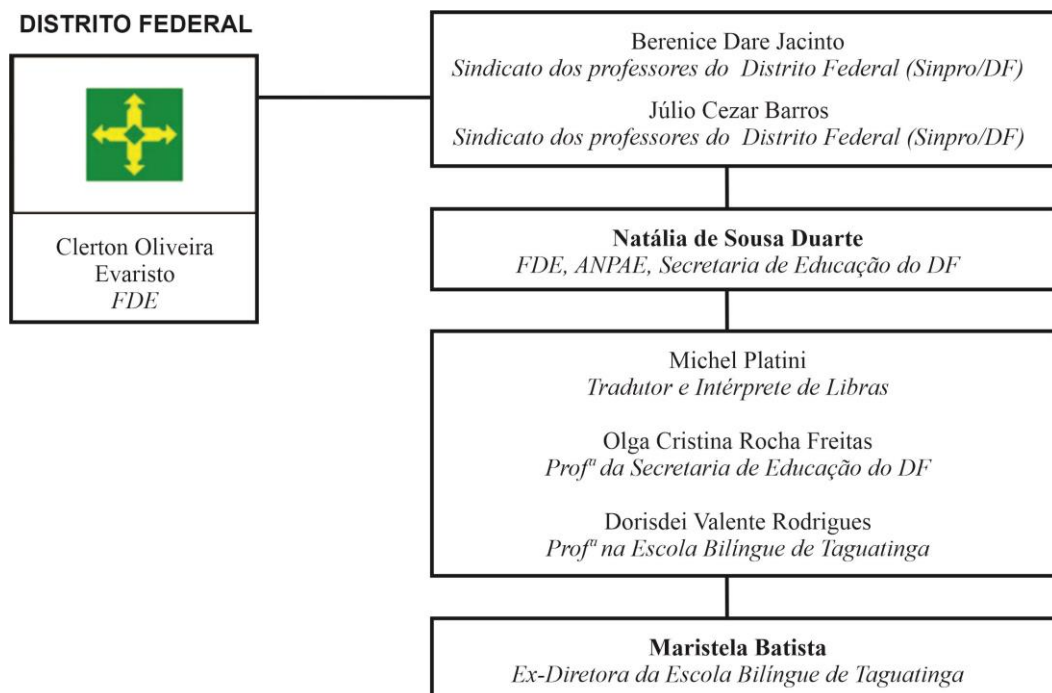 DISTRITO FEDERAL
Clerton Oliveira
Evaristo
FDE
Berenice Dare Jacinto
Sindicato dos professores do Distrito Federal (Sinpro/DF)
Júlio Cezar Barros
Sindicato dos professores do Distrito Federal (Sinpro/DF)
Natália de Sousa Duarte
FDE, ANPAE, Secretaria de Educação do DF
Michel Platini
Tradutor e Intérprete de Libras
Olga Cristina Rocha Freitas
Profª da Secretaria de Educação do DF
Dorisdei Valente Rodrigues
Profª na Escola Bilíngue de Taguatinga
Maristela Batista
Ex-Diretora da Escola Bilíngue de Taguatinga